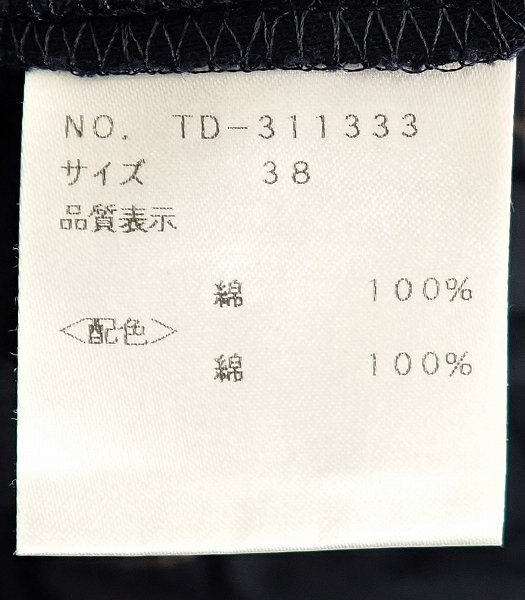 NO. TD-311333
サイズ 38
品質表示
綿 100%
<配色>
綿 100%